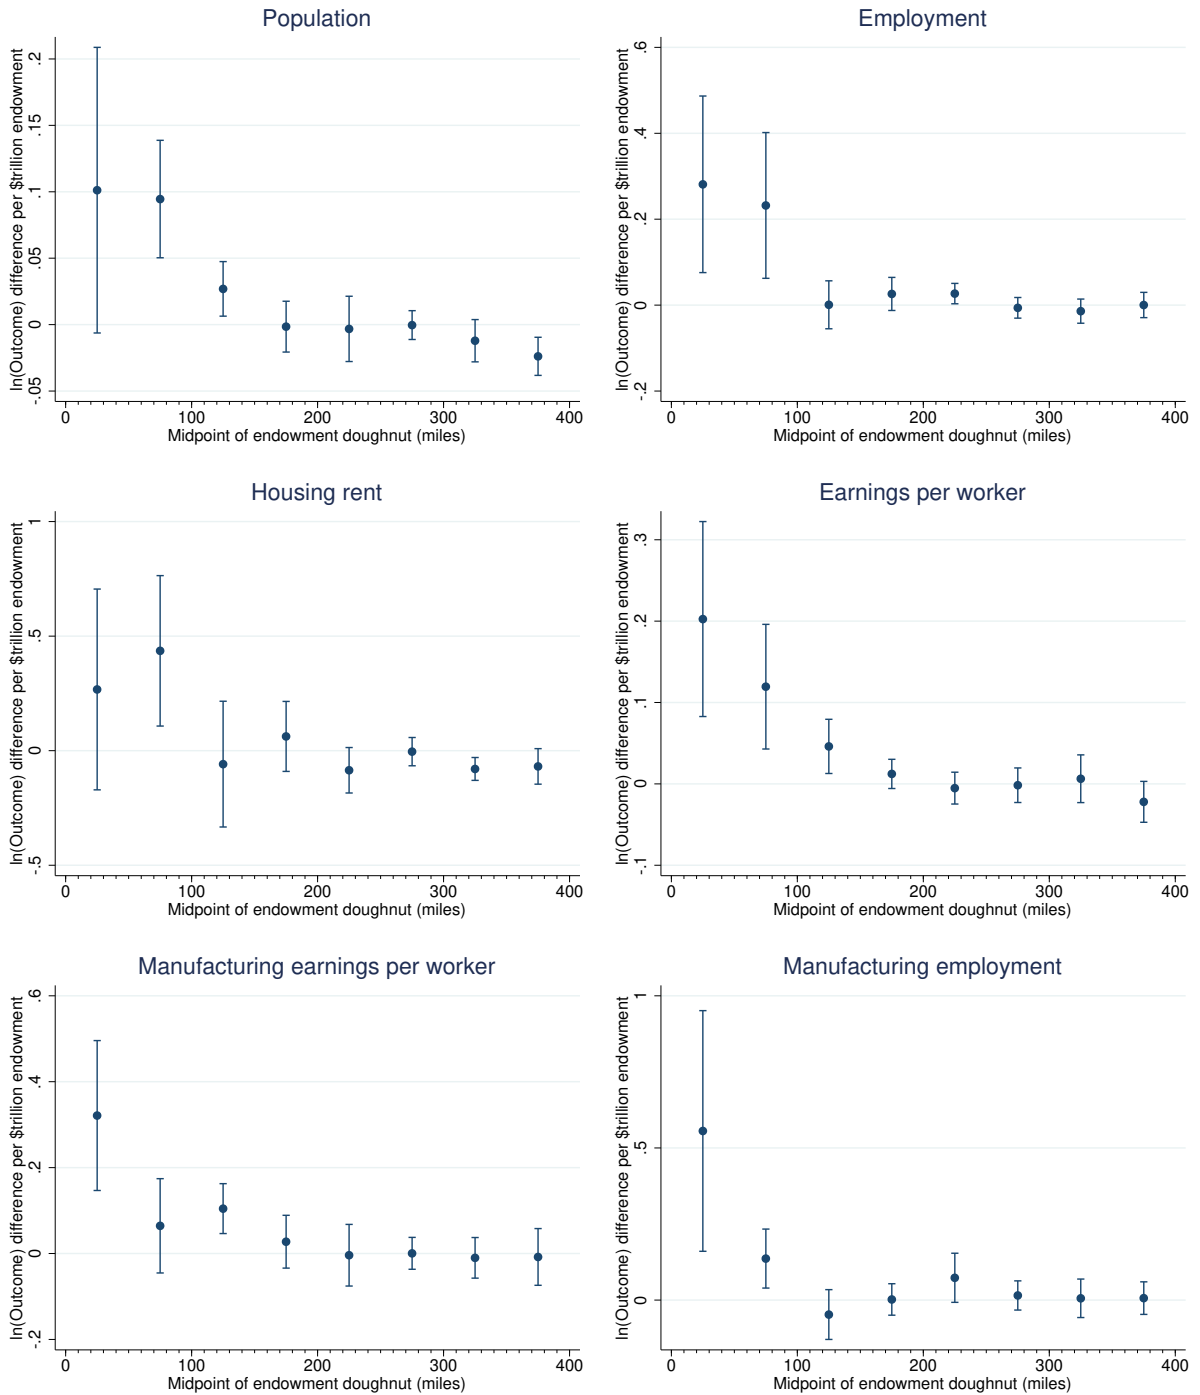 Population
ln(Outcome) difference per $trillion endowment
.2
.15
.1
.05
0
-.05
0 100 200 300 400
Midpoint of endowment doughnut (miles)
Employment
ln(Outcome) difference per $trillion endowment
.6
.4
.2
0
-.2
0 100 200 300 400
Midpoint of endowment doughnut (miles)
Housing rent
ln(Outcome) difference per $trillion endowment
1
.5
0
-.5
0 100 200 300 400
Midpoint of endowment doughnut (miles)
Earnings per worker
ln(Outcome) difference per $trillion endowment
.3
.2
.1
0
-.1
0 100 200 300 400
Midpoint of endowment doughnut (miles)
Manufacturing earnings per worker
ln(Outcome) difference per $trillion endowment
.6
.4
.2
0
-.2
0 100 200 300 400
Midpoint of endowment doughnut (miles)
Manufacturing employment
ln(Outcome) difference per $trillion endowment
1
.5
0
0 100 200 300 400
Midpoint of endowment doughnut (miles)